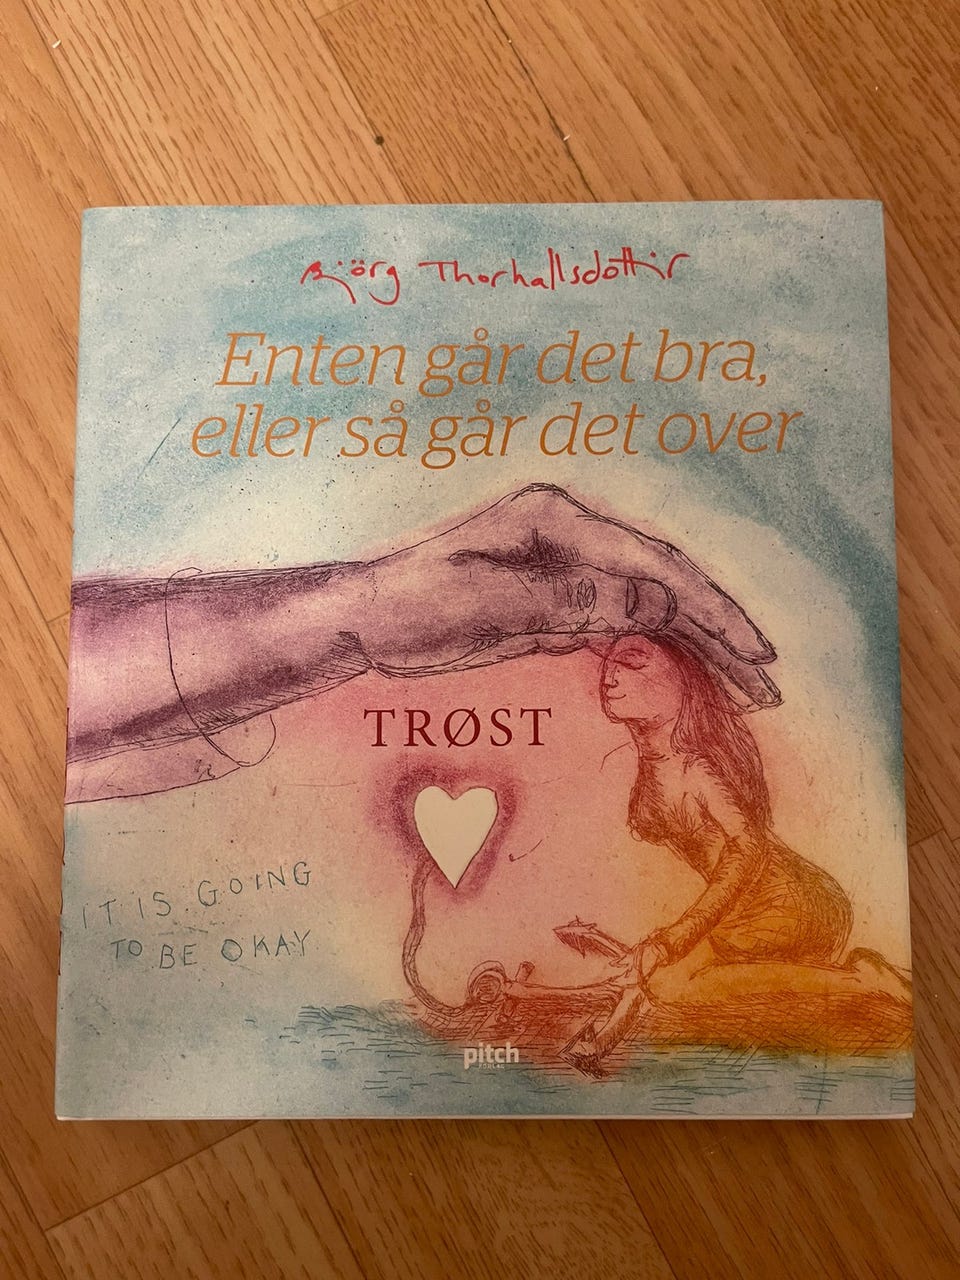 Björg Thorhallsdottir
Enten går det bra,
eller så går det over
TRØST
IT IS GOING
TO BE OKAY
pitch
FORLAG